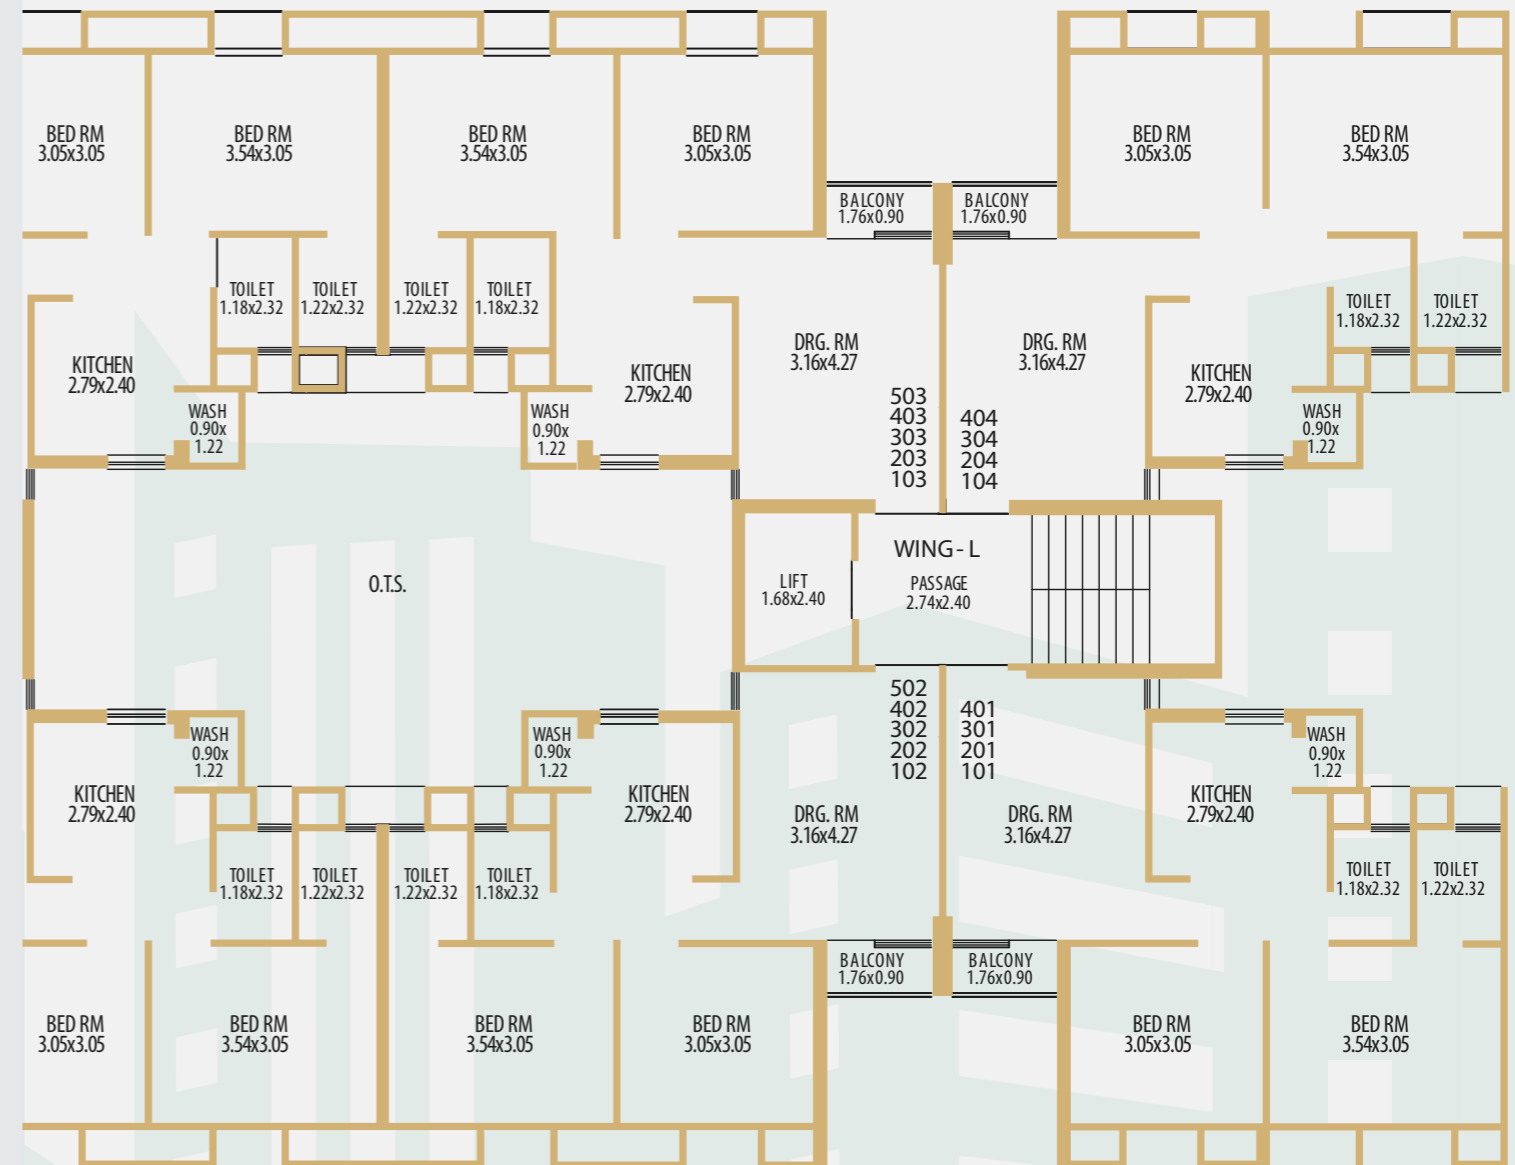 BED RM
3.05x3.05
BED RM
3.54x3.05
BED RM
3.54x3.05
BED RM
3.05x3.05
BED RM
3.05x3.05
BED RM
3.54x3.05
BALCONY
1.76x0.90
BALCONY
1.76x0.90
TOILET
1.18x2.32
TOILET
1.22x2.32
TOILET
1.22x2.32
TOILET
1.18x2.32
TOILET
1.18x2.32
TOILET
1.22x2.32
KITCHEN
2.79x2.40
KITCHEN
2.79x2.40
DRG. RM
3.16x4.27
DRG. RM
3.16x4.27
KITCHEN
2.79x2.40
WASH
0.90x
1.22
WASH
0.90x
1.22
WASH
0.90x
1.22
503
403
303
203
103
404
304
204
104
O.T.S.
LIFT
1.68x2.40
WING - L
PASSAGE
2.74x2.40
502
402
302
202
102
401
301
201
101
WASH
0.90x
1.22
WASH
0.90x
1.22
WASH
0.90x
1.22
KITCHEN
2.79x2.40
KITCHEN
2.79x2.40
DRG. RM
3.16x4.27
DRG. RM
3.16x4.27
KITCHEN
2.79x2.40
TOILET
1.18x2.32
TOILET
1.22x2.32
TOILET
1.22x2.32
TOILET
1.18x2.32
TOILET
1.18x2.32
TOILET
1.22x2.32
BALCONY
1.76x0.90
BALCONY
1.76x0.90
BED RM
3.05x3.05
BED RM
3.54x3.05
BED RM
3.54x3.05
BED RM
3.05x3.05
BED RM
3.05x3.05
BED RM
3.54x3.05